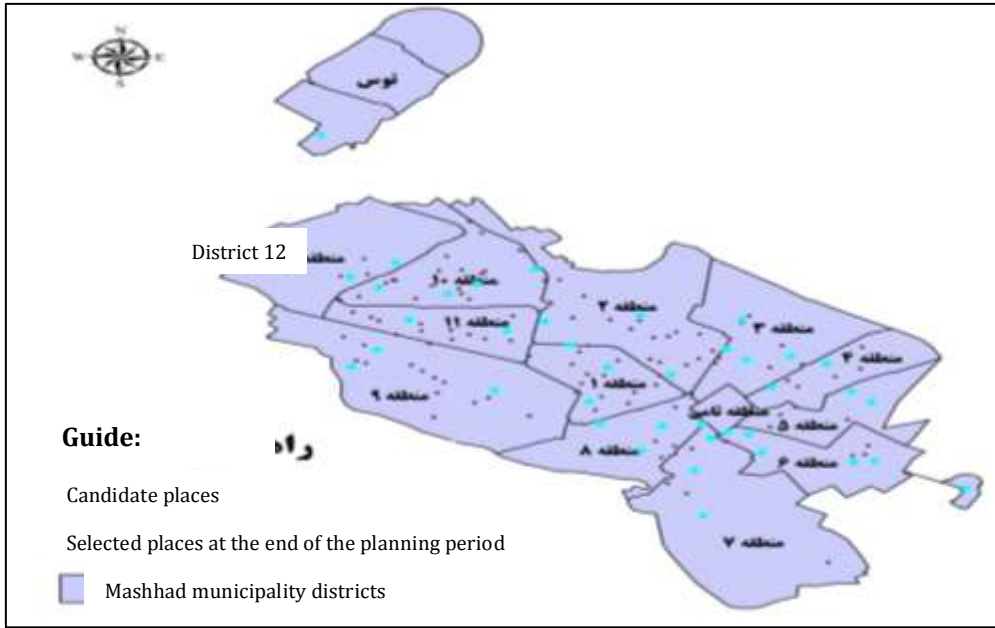 N
W E
S
توس
District 12
منطقه ۱۰
منطقه ۲
منطقه ۱۱
منطقه ۳
منطقه ۴
منطقه ۱
منطقه ۹
منطقه ثامن
منطقه ۵
منطقه ۸
منطقه ۶
منطقه ۷
Guide:
Candidate places
Selected places at the end of the planning period
Mashhad municipality districts